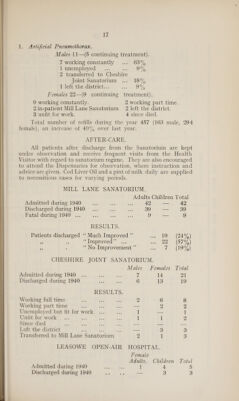 17
1. Artificial Pneumothorax.
Males 11—(5 continuing treatment).
7 working constantly ... 63%
1 unemployed ... 9%
2 transferred to Cheshire
Joint Sanatorium ... 18%
1 left the district... ... 9%
Females 22—(9 continuing treatment).
9 working constantly. 2 working part time.
2 in-patient Mill Lane Sanatorium 2 left the district.
3 unfit for work 4 since died.
Total number of refills during the year 457 (163 male, 294
female), an increase of 40% over last year.
AFTER-CARE.
All patients after discharge from the Sanatorium are kept
under observation and receive frequent visits from the Health
Visitor with regard to sanatorium regime. They are also encouraged
to attend the Dispensaries for observation, where instruction and
advice are given. Cod Liver Oil and a pint of milk daily are supplied
to necessitous cases for varying periods.
MILL LANE SANATORIUM.
Adults Children Total
Admitted during 1940 ... ... ... 42 — 42
Discharged during 1940 ... ... ... 39 — 39
Fatal during 1940 ... ... ... ... 9 — 9
RESULTS.
Patients discharged “Much Improved” ... 19 (24%)
„ „ “Improved” ... ... 22 (57%)
„ „ “No Improvement” ... 7 (19%)
CHESHIRE JOINT SANATORIUM.
Males Females Total
Admitted during 1940 ... ... ... 7 14 21
Discharged during 1940 ... ... ... 6 13 19
RESULTS.
Working full time ... ... ... ... 2 6 8
Working part time ... ... ... — 2 2
Unemployed but fit for work ... ... 1 — 1
Unfit for work ... ... ... ... 1 1 2
Since died ... ... ... ... — — —
Left the district ... ... ... ... — 3 3
Transferred to Mill Lane Sanatorium 2 1 3
LEASOWE OPEN-AIR HOSPITAL.
Female
Adults. Children Total
Admitted during 1940 ... ... 1 4 5
Discharged during 1940 ... ... — 3 3